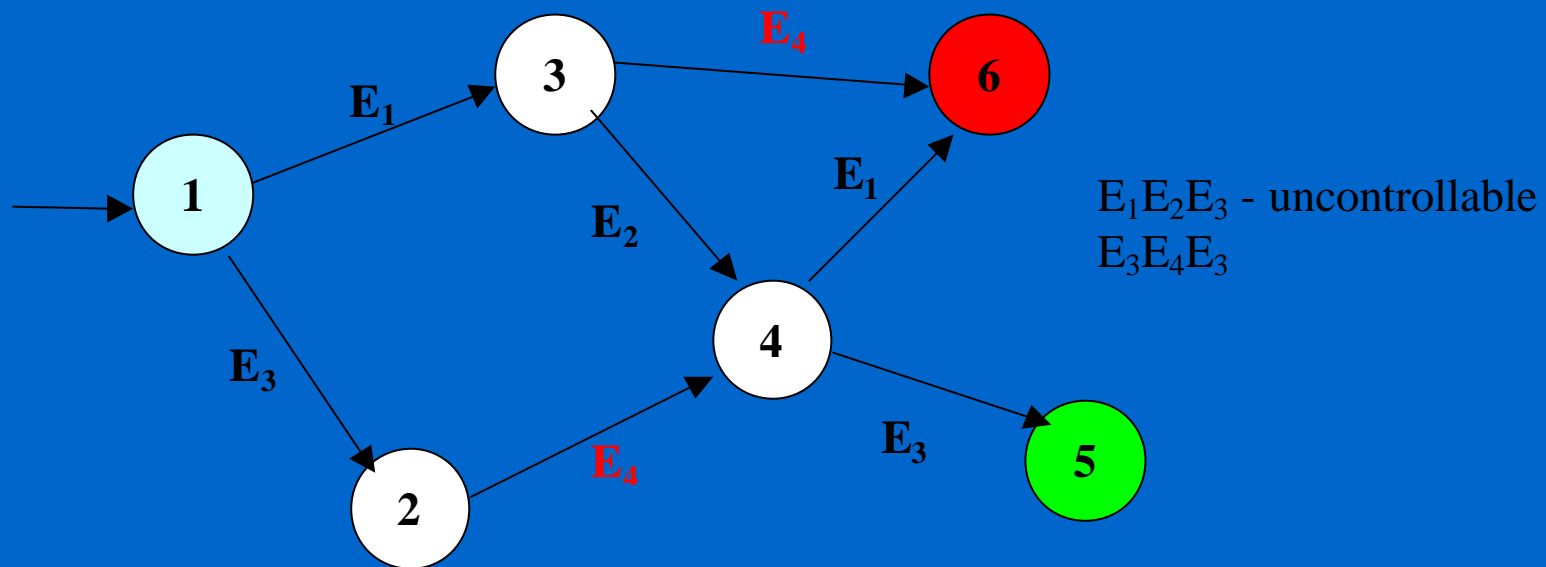 E₄
3
6
E₁
E₁
1
E₁E₂E₃ - uncontrollable
E₂
E₃E₄E₃
4
E₃
E₃
E₄
5
2